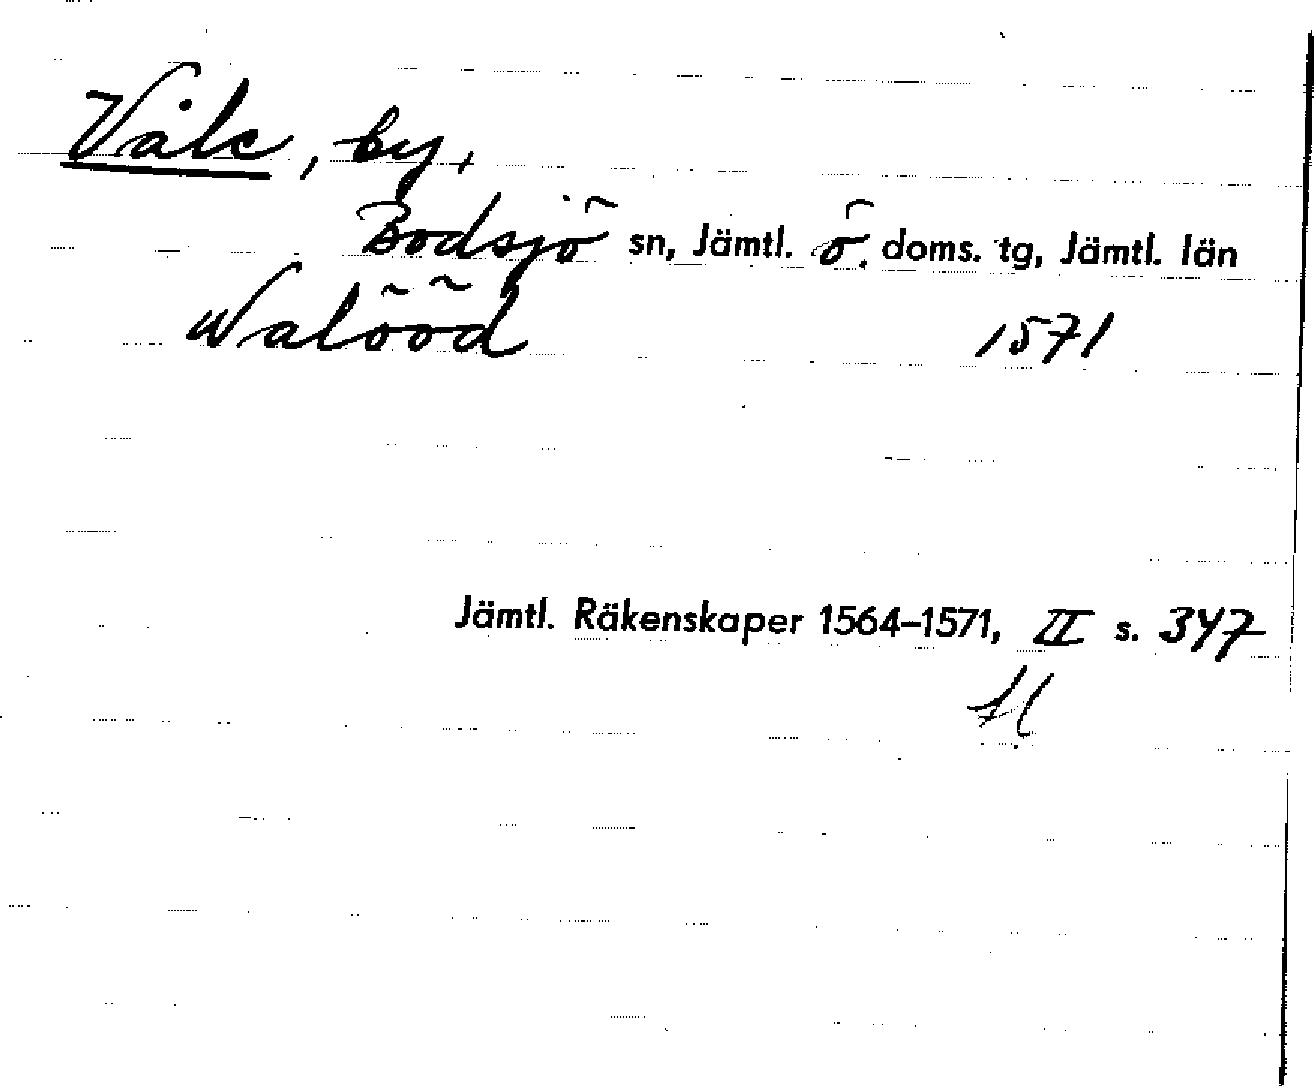 Våle, by,
Bodsjö sn, Jämtl. ö. doms. tg, Jämtl. län
Walööd 1571
Jämtl. Räkenskaper 1564–1571, II s. 347